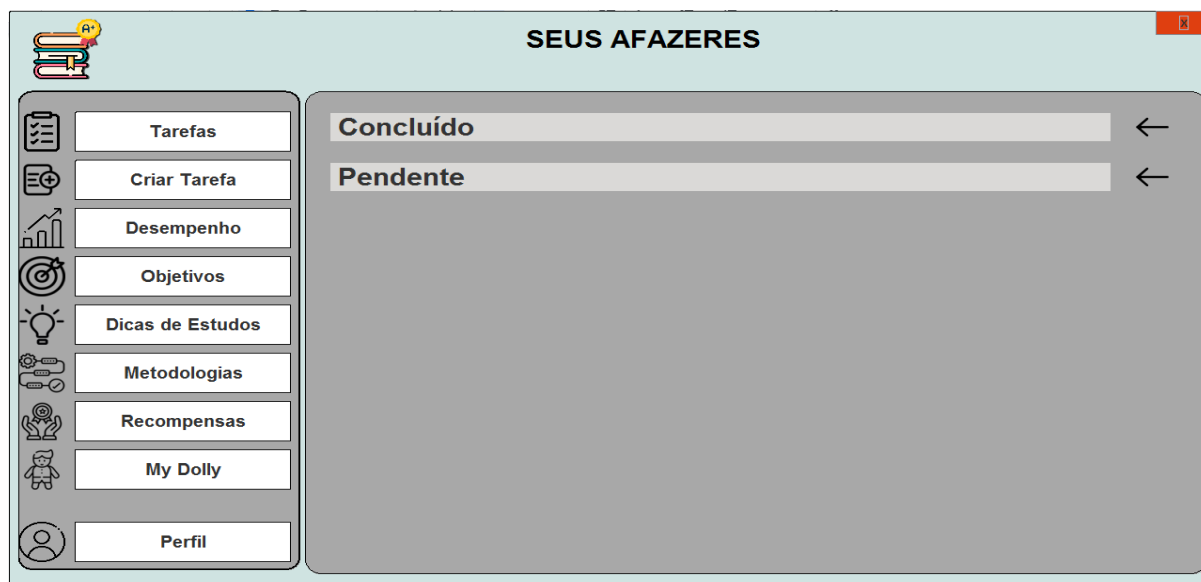 A+
SEUS AFAZERES
X
Tarefas
Criar Tarefa
Desempenho
Objetivos
Dicas de Estudos
Metodologias
Recompensas
My Dolly
Perfil
Concluído
Pendente